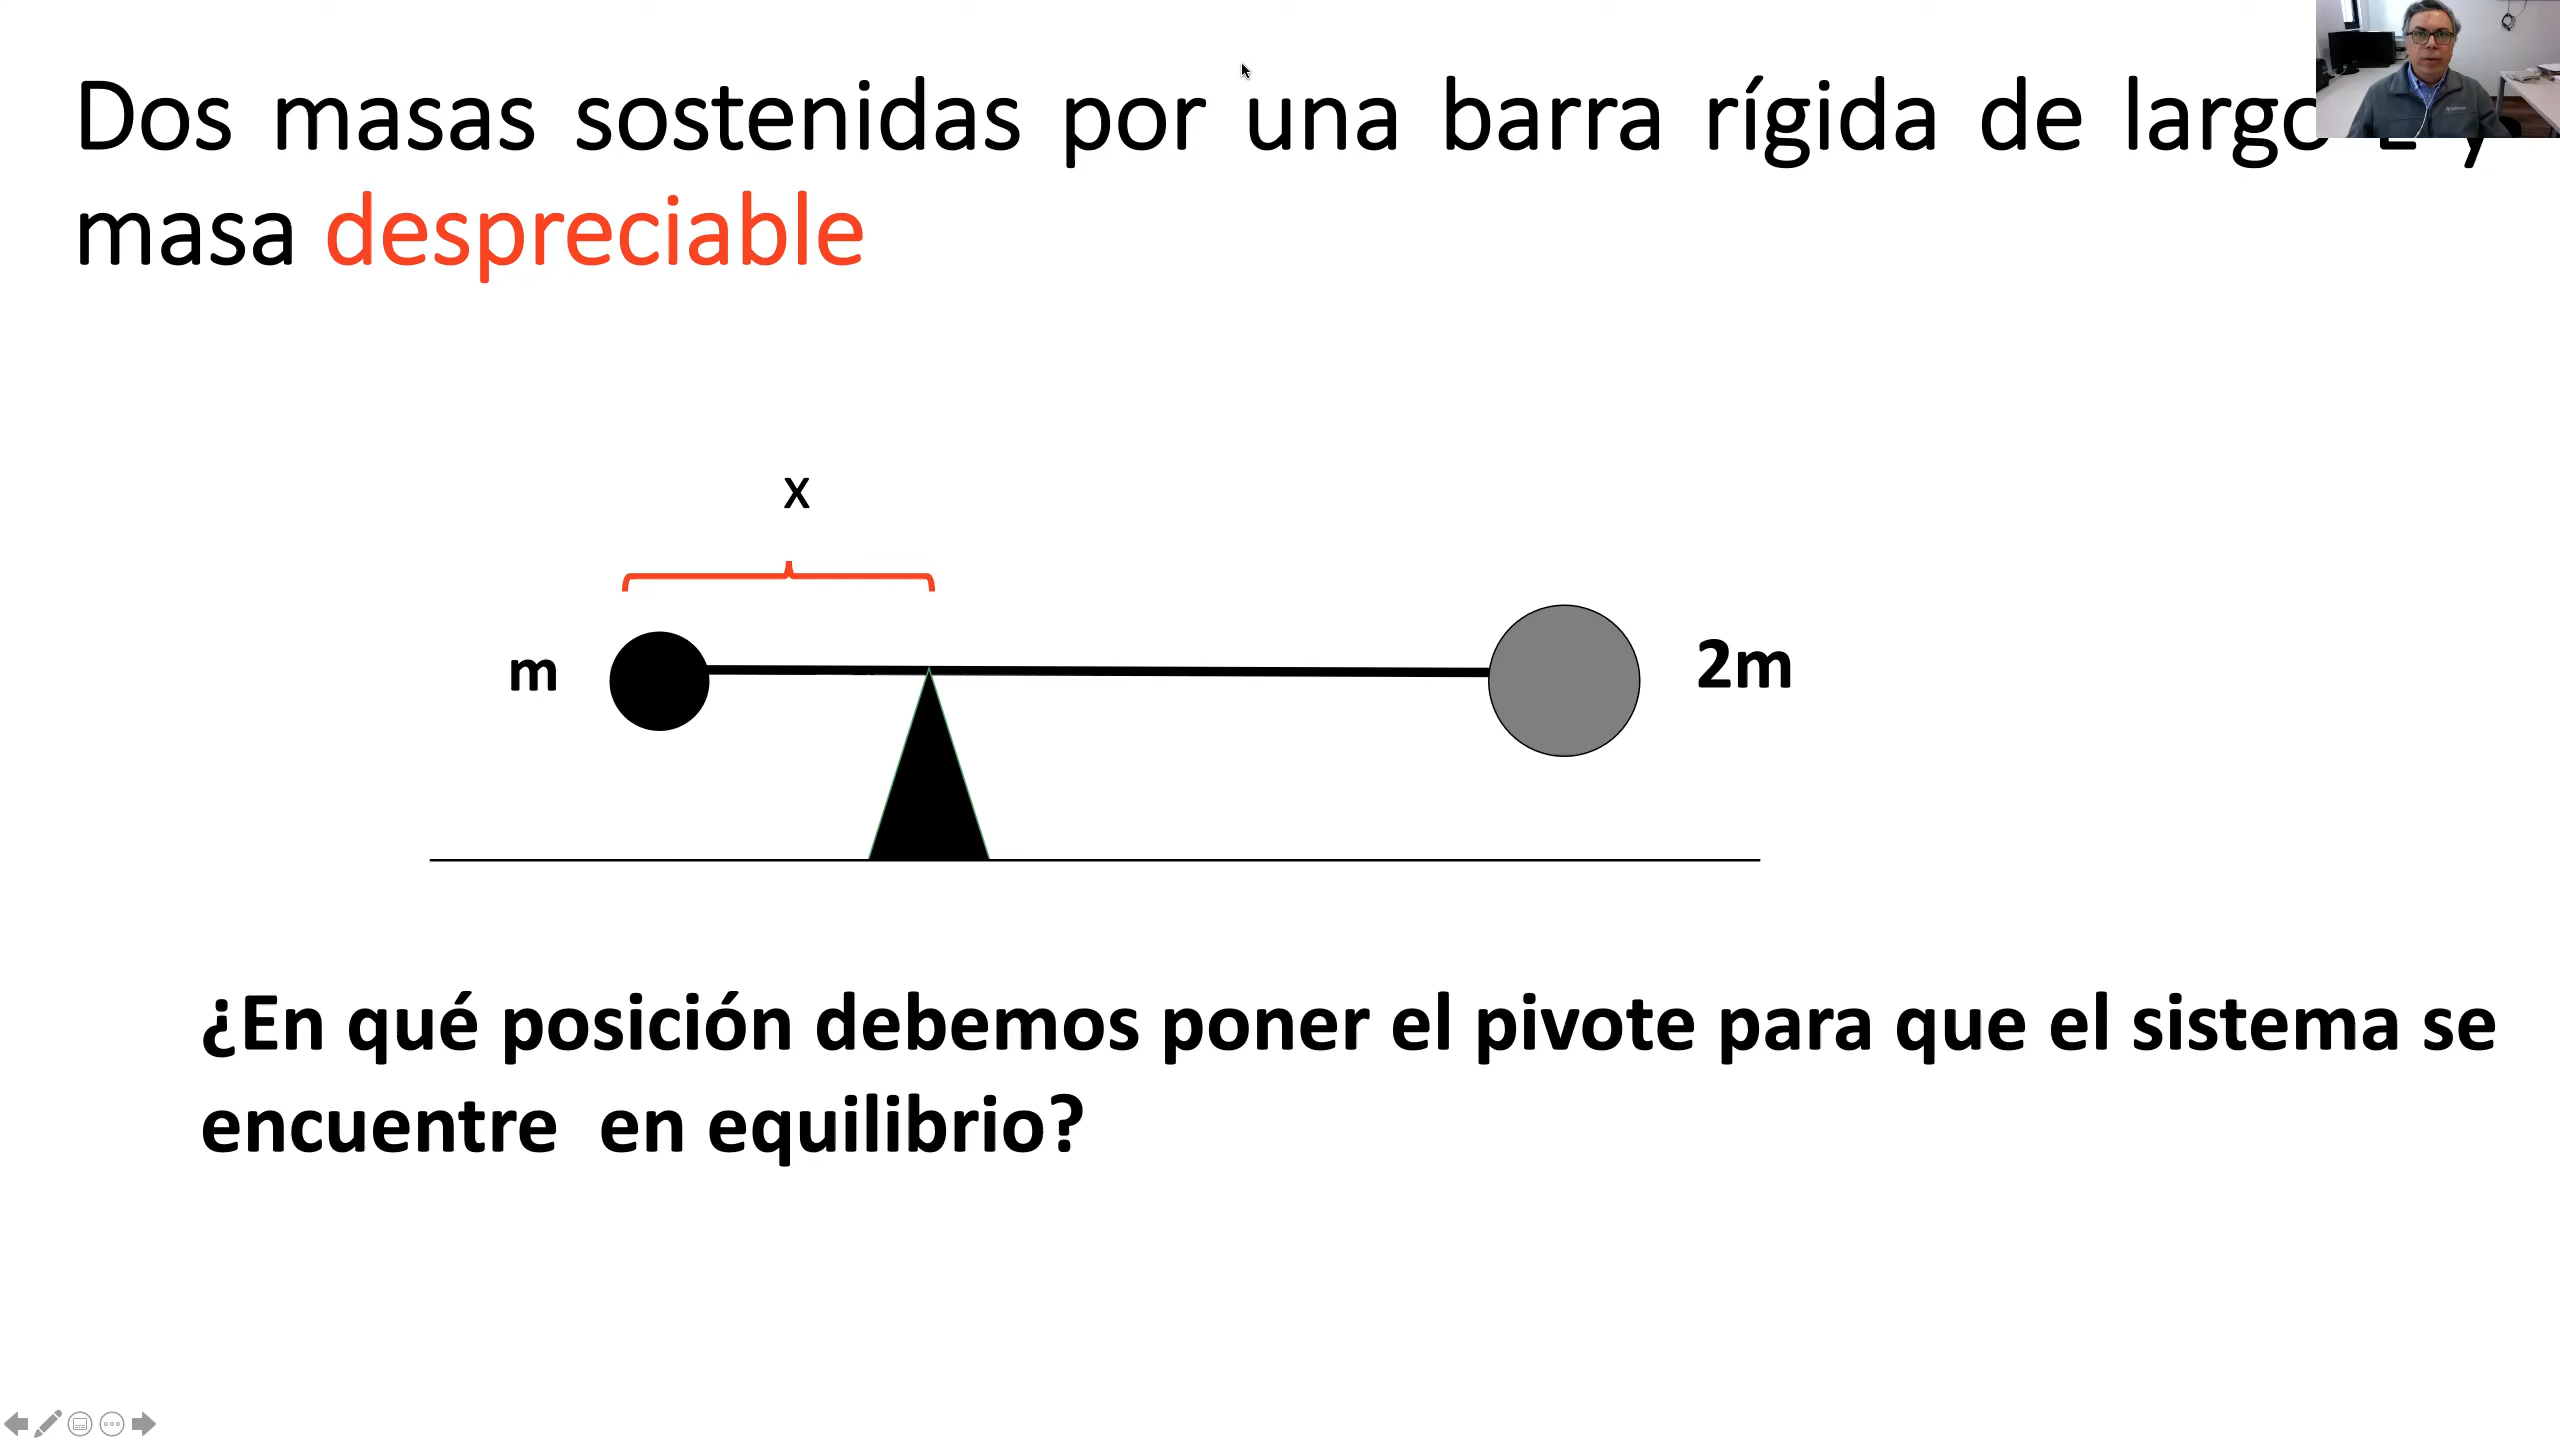 Dos masas sostenidas por una barra rígida de largo L y
masa despreciable
x
m
2m
¿En qué posición debemos poner el pivote para que el sistema se
encuentre en equilibrio?